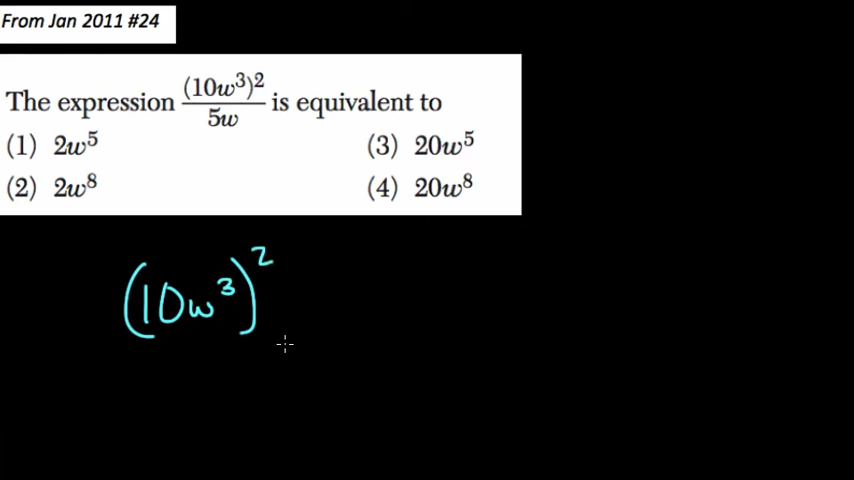 From Jan 2011 #24
The expression (10w³)²/5w is equivalent to
(1) 2w⁵ (3) 20w⁵
(2) 2w⁸ (4) 20w⁸
(10w³)²